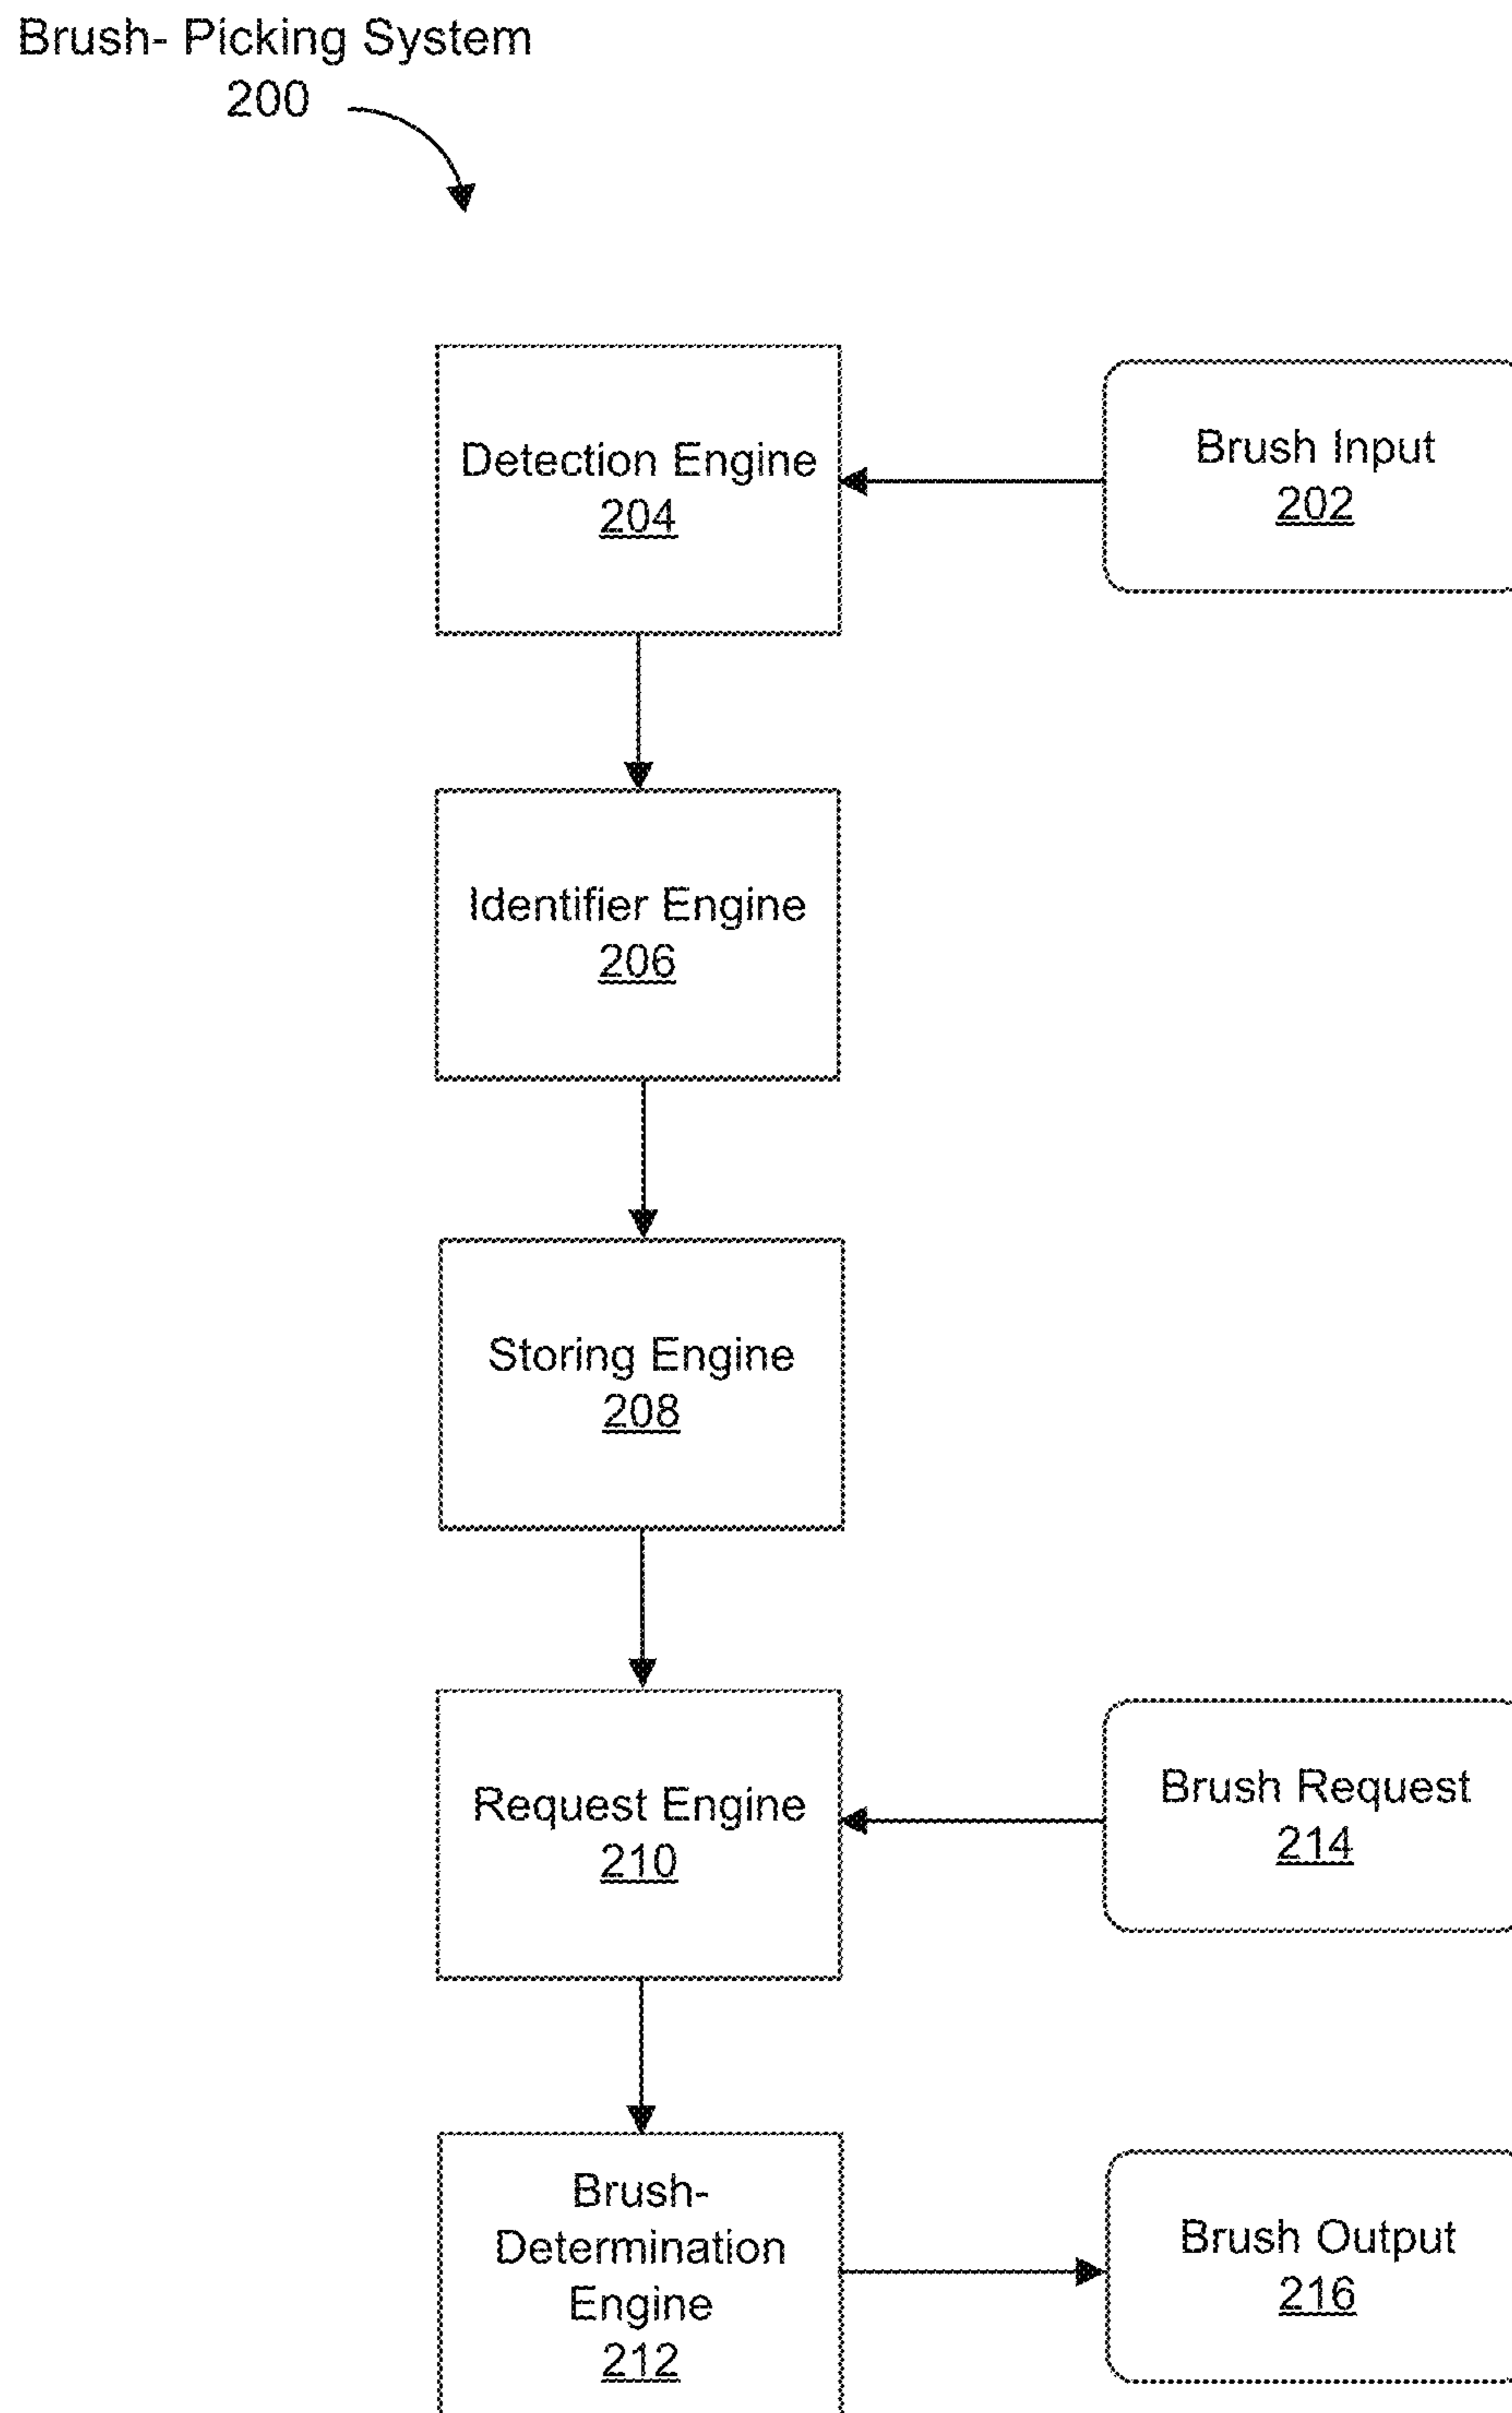 Brush- Picking System
200
Detection Engine
204
Brush Input
202
Identifier Engine
206
Storing Engine
208
Request Engine
210
Brush Request
214
Brush-
Determination
Engine
212
Brush Output
216